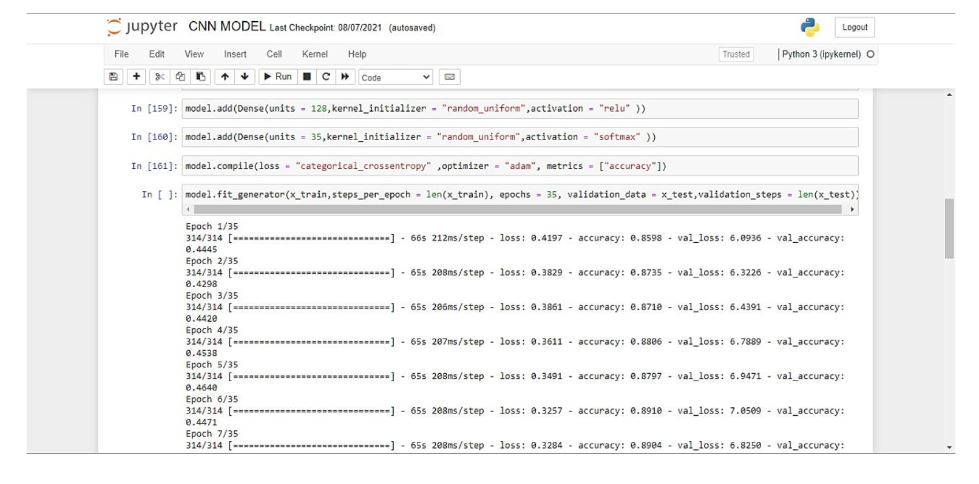 jupyter CNN MODEL Last Checkpoint: 08/07/2021 (autosaved)
Logout
File Edit View Insert Cell Kernel Help
Trusted
Python 3 (ipykernel)
Run
Code
In [159]: model.add(Dense(units = 128,kernel_initializer = "random_uniform",activation = "relu" ))
In [160]: model.add(Dense(units = 35,kernel_initializer = "random_uniform",activation = "softmax" ))
In [161]: model.compile(loss = "categorical_crossentropy" ,optimizer = "adam", metrics = ["accuracy"])
In [ ]: model.fit_generator(x_train,steps_per_epoch = len(x_train), epochs = 35, validation_data = x_test,validation_steps = len(x_test))
Epoch 1/35
314/314 [==============================] - 66s 212ms/step - loss: 0.4197 - accuracy: 0.8598 - val_loss: 6.0936 - val_accuracy:
0.4445
Epoch 2/35
314/314 [==============================] - 65s 208ms/step - loss: 0.3829 - accuracy: 0.8735 - val_loss: 6.3226 - val_accuracy:
0.4298
Epoch 3/35
314/314 [==============================] - 65s 206ms/step - loss: 0.3861 - accuracy: 0.8710 - val_loss: 6.4391 - val_accuracy:
0.4420
Epoch 4/35
314/314 [==============================] - 65s 207ms/step - loss: 0.3611 - accuracy: 0.8806 - val_loss: 6.7889 - val_accuracy:
0.4538
Epoch 5/35
314/314 [==============================] - 65s 208ms/step - loss: 0.3491 - accuracy: 0.8797 - val_loss: 6.9471 - val_accuracy:
0.4640
Epoch 6/35
314/314 [==============================] - 65s 208ms/step - loss: 0.3257 - accuracy: 0.8910 - val_loss: 7.0509 - val_accuracy:
0.4471
Epoch 7/35
314/314 [==============================] - 65s 208ms/step - loss: 0.3284 - accuracy: 0.8904 - val_loss: 6.8250 - val_accuracy: